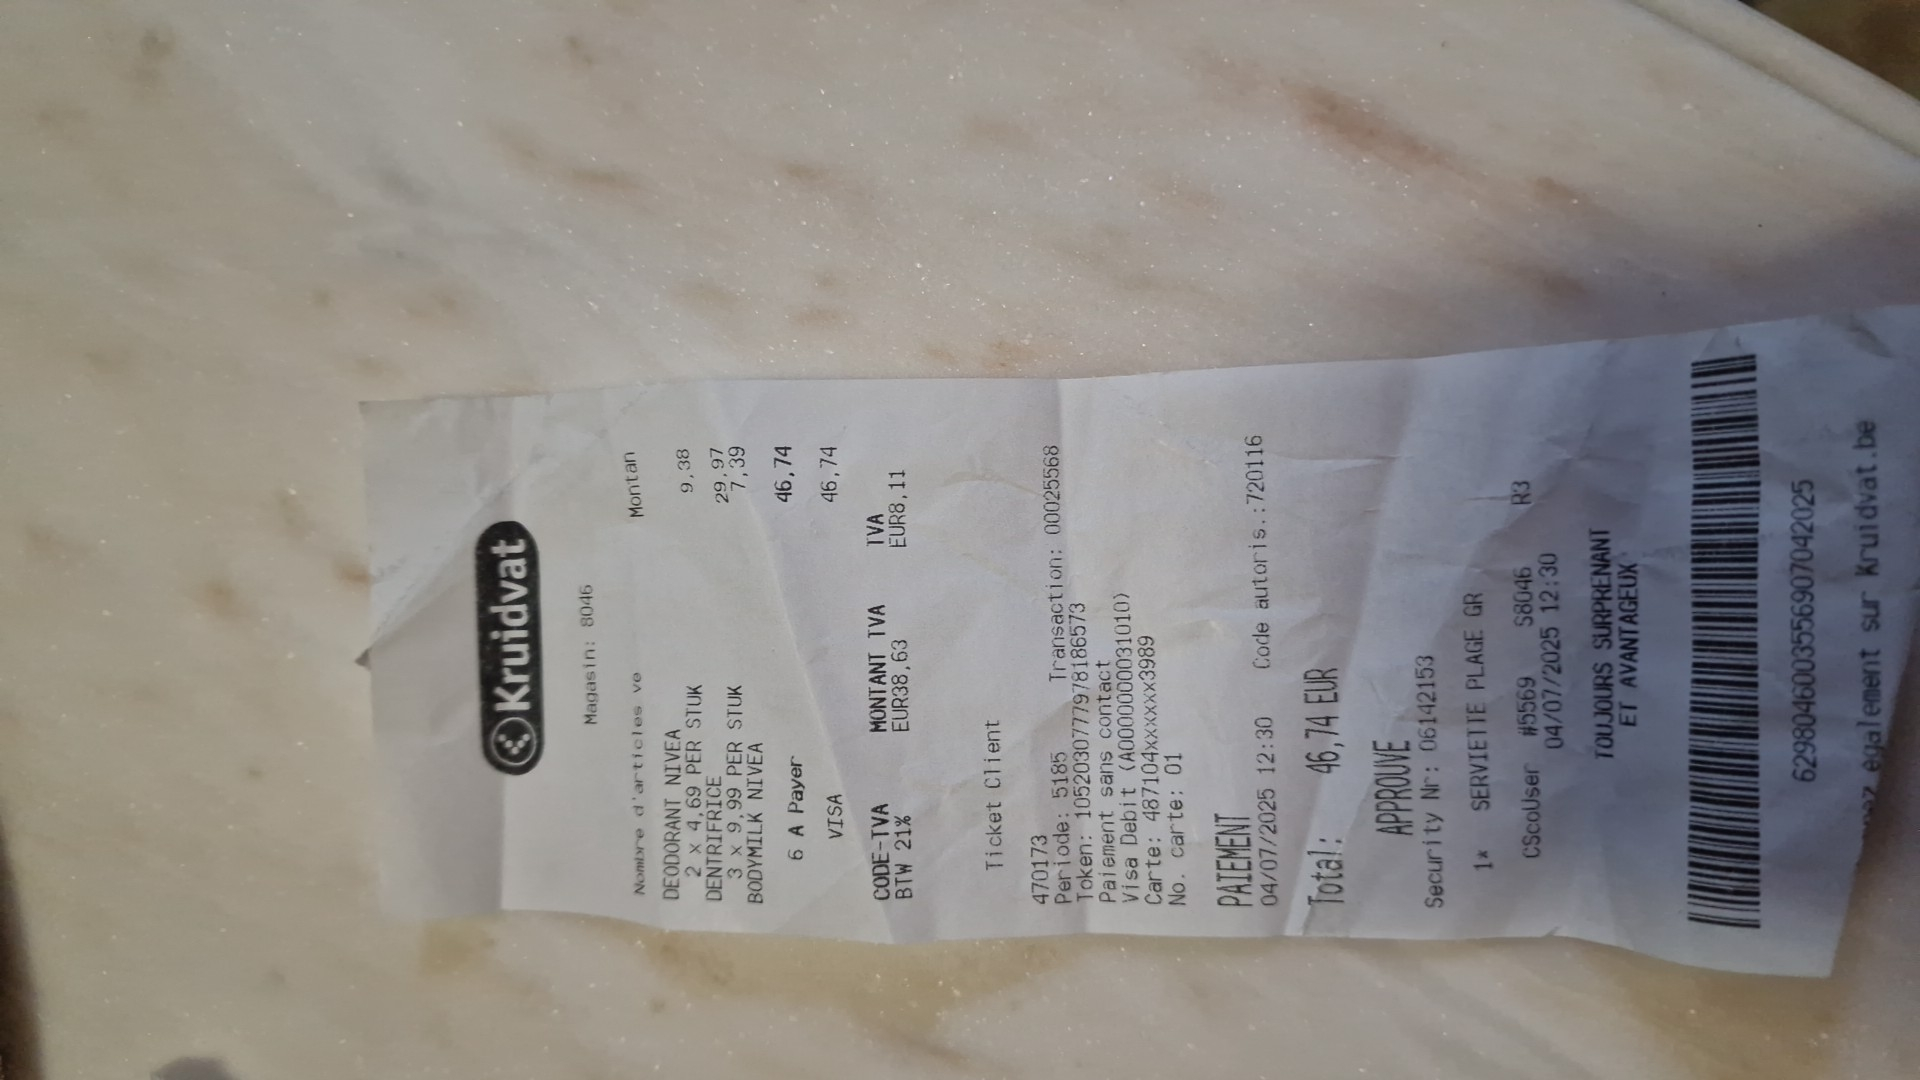 Kruidvat
Magasin: 8046
Nombre d'articles ve Montan
DEODORANT NIVEA
2 x 4,69 PER STUK 9,38
DENTRIFRICE
3 x 9,99 PER STUK 29,97
BODYMILK NIVEA 7,39
6 A Payer 46,74
VISA 46,74
CODE-TVA MONTANT TVA TVA
BTW 21% EUR38,63 EUR8,11
Ticket Client
470173
Periode: 5185 Transaction: 00025568
Token: 1052030777978186573
Paiement sans contact
Visa Debit (A0000000031010)
Carte: 487104xxxxxx3989
No. carte: 01
PAIEMENT
04/07/2025 12:30 Code autoris.:720116
Total: 46,74 EUR
APPROUVE
Security Nr: 06142153
1* SERVIETTE PLAGE GR
CScoUser #5569 S8046 R3
04/07/2025 12:30
TOUJOURS SURPRENANT
ET AVANTAGEUX
6298046003556907042025
également sur Kruidvat.be